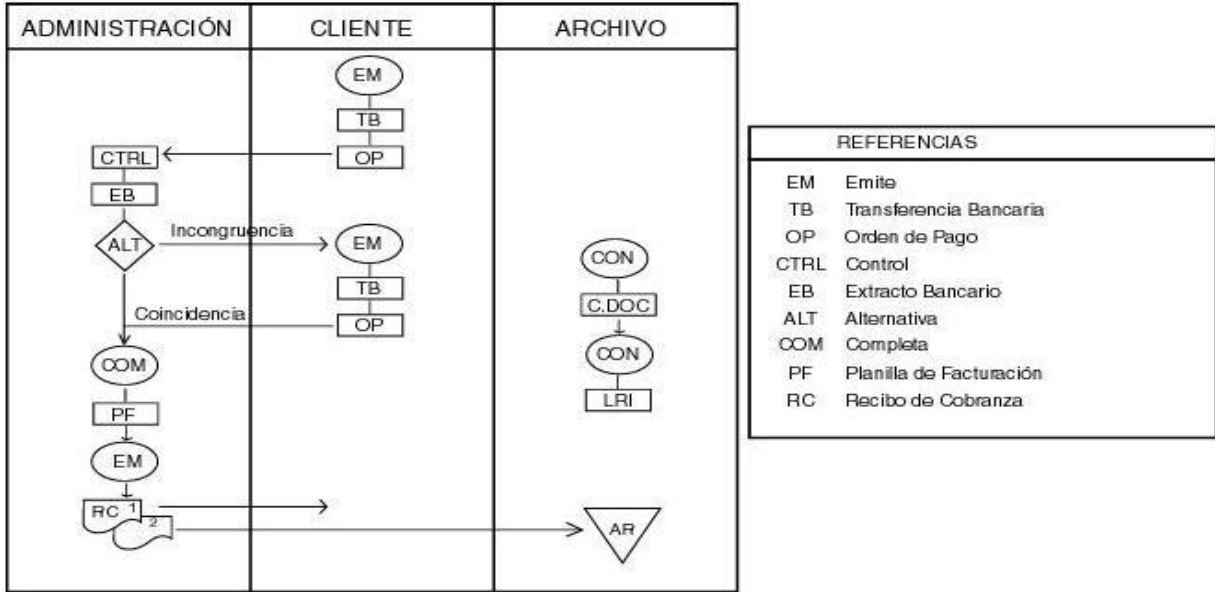 ADMINISTRACIÓN
CLIENTE
ARCHIVO
EM
TB
OP
CTRL
EB
ALT
Incongruencia
EM
TB
OP
Coincidencia
COM
PF
EM
RC 1
2
CON
C.DOC
CON
LRI
AR
REFERENCIAS
EM Emite
TB Transferencia Bancaria
OP Orden de Pago
CTRL Control
EB Extracto Bancario
ALT Alternativa
COM Completa
PF Planilla de Facturación
RC Recibo de Cobranza